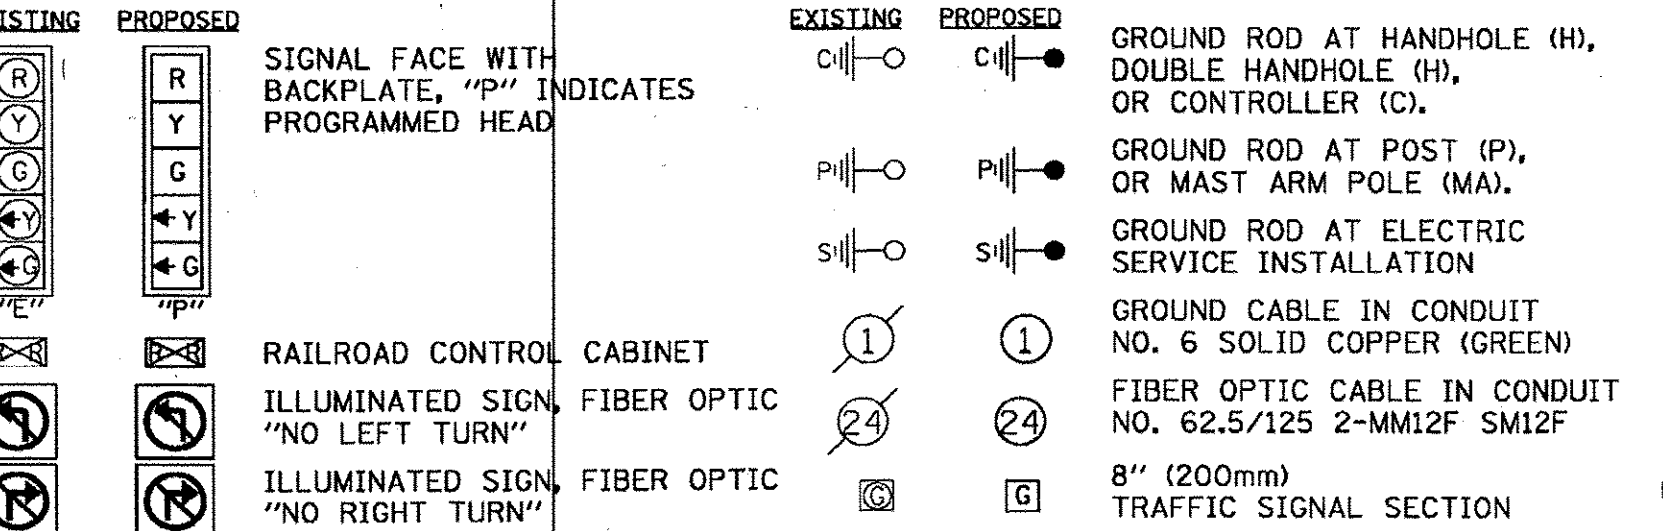 EXISTING PROPOSED
R R
Y Y
G G
Y Y
G G
"E" "P"
SIGNAL FACE WITH
BACKPLATE, "P" INDICATES
PROGRAMMED HEAD
RAILROAD CONTROL CABINET
ILLUMINATED SIGN, FIBER OPTIC
"NO LEFT TURN"
ILLUMINATED SIGN, FIBER OPTIC
"NO RIGHT TURN"
EXISTING PROPOSED
C C
GROUND ROD AT HANDHOLE (H),
DOUBLE HANDHOLE (H),
OR CONTROLLER (C).
P P
GROUND ROD AT POST (P),
OR MAST ARM POLE (MA).
S S
GROUND ROD AT ELECTRIC
SERVICE INSTALLATION
1 1
GROUND CABLE IN CONDUIT
NO. 6 SOLID COPPER (GREEN)
24 24
FIBER OPTIC CABLE IN CONDUIT
NO. 62.5/125 2-MM12F SM12F
G G
8" (200mm)
TRAFFIC SIGNAL SECTION